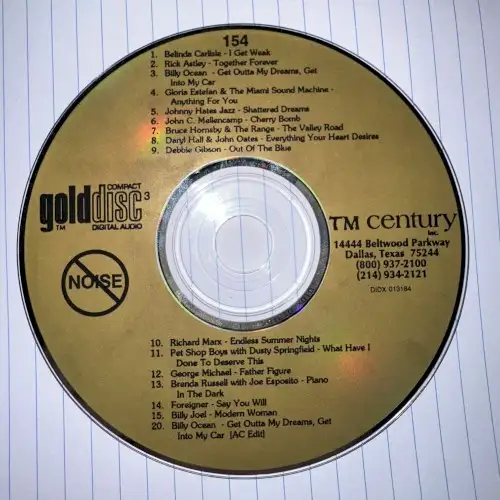 154
1. Belinda Carlisle - I Get Weak
2. Rick Astley - Together Forever
3. Billy Ocean - Get Outta My Dreams, Get
Into My Car
4. Gloria Estefan & The Miami Sound Machine -
Anything For You
5. Johnny Hates Jazz - Shattered Dreams
6. John C. Mellencamp - Cherry Bomb
7. Bruce Hornsby & The Range - The Valley Road
8. Daryl Hall & John Oates - Everything Your Heart Desires
9. Debbie Gibson - Out Of The Blue
golddisc 3
COMPACT
TM DIGITAL AUDIO
NOISE
TM century
Inc.
14444 Beltwood Parkway
Dallas, Texas 75244
(800) 937-2100
(214) 934-2121
DIDX 013184
10. Richard Marx - Endless Summer Nights
11. Pet Shop Boys with Dusty Springfield - What Have I
Done To Deserve This
12. George Michael - Father Figure
13. Brenda Russell with Joe Esposito - Piano
In The Dark
14. Foreigner - Say You Will
15. Billy Joel - Modern Woman
20. Billy Ocean - Get Outta My Dreams, Get
Into My Car [AC Edit]